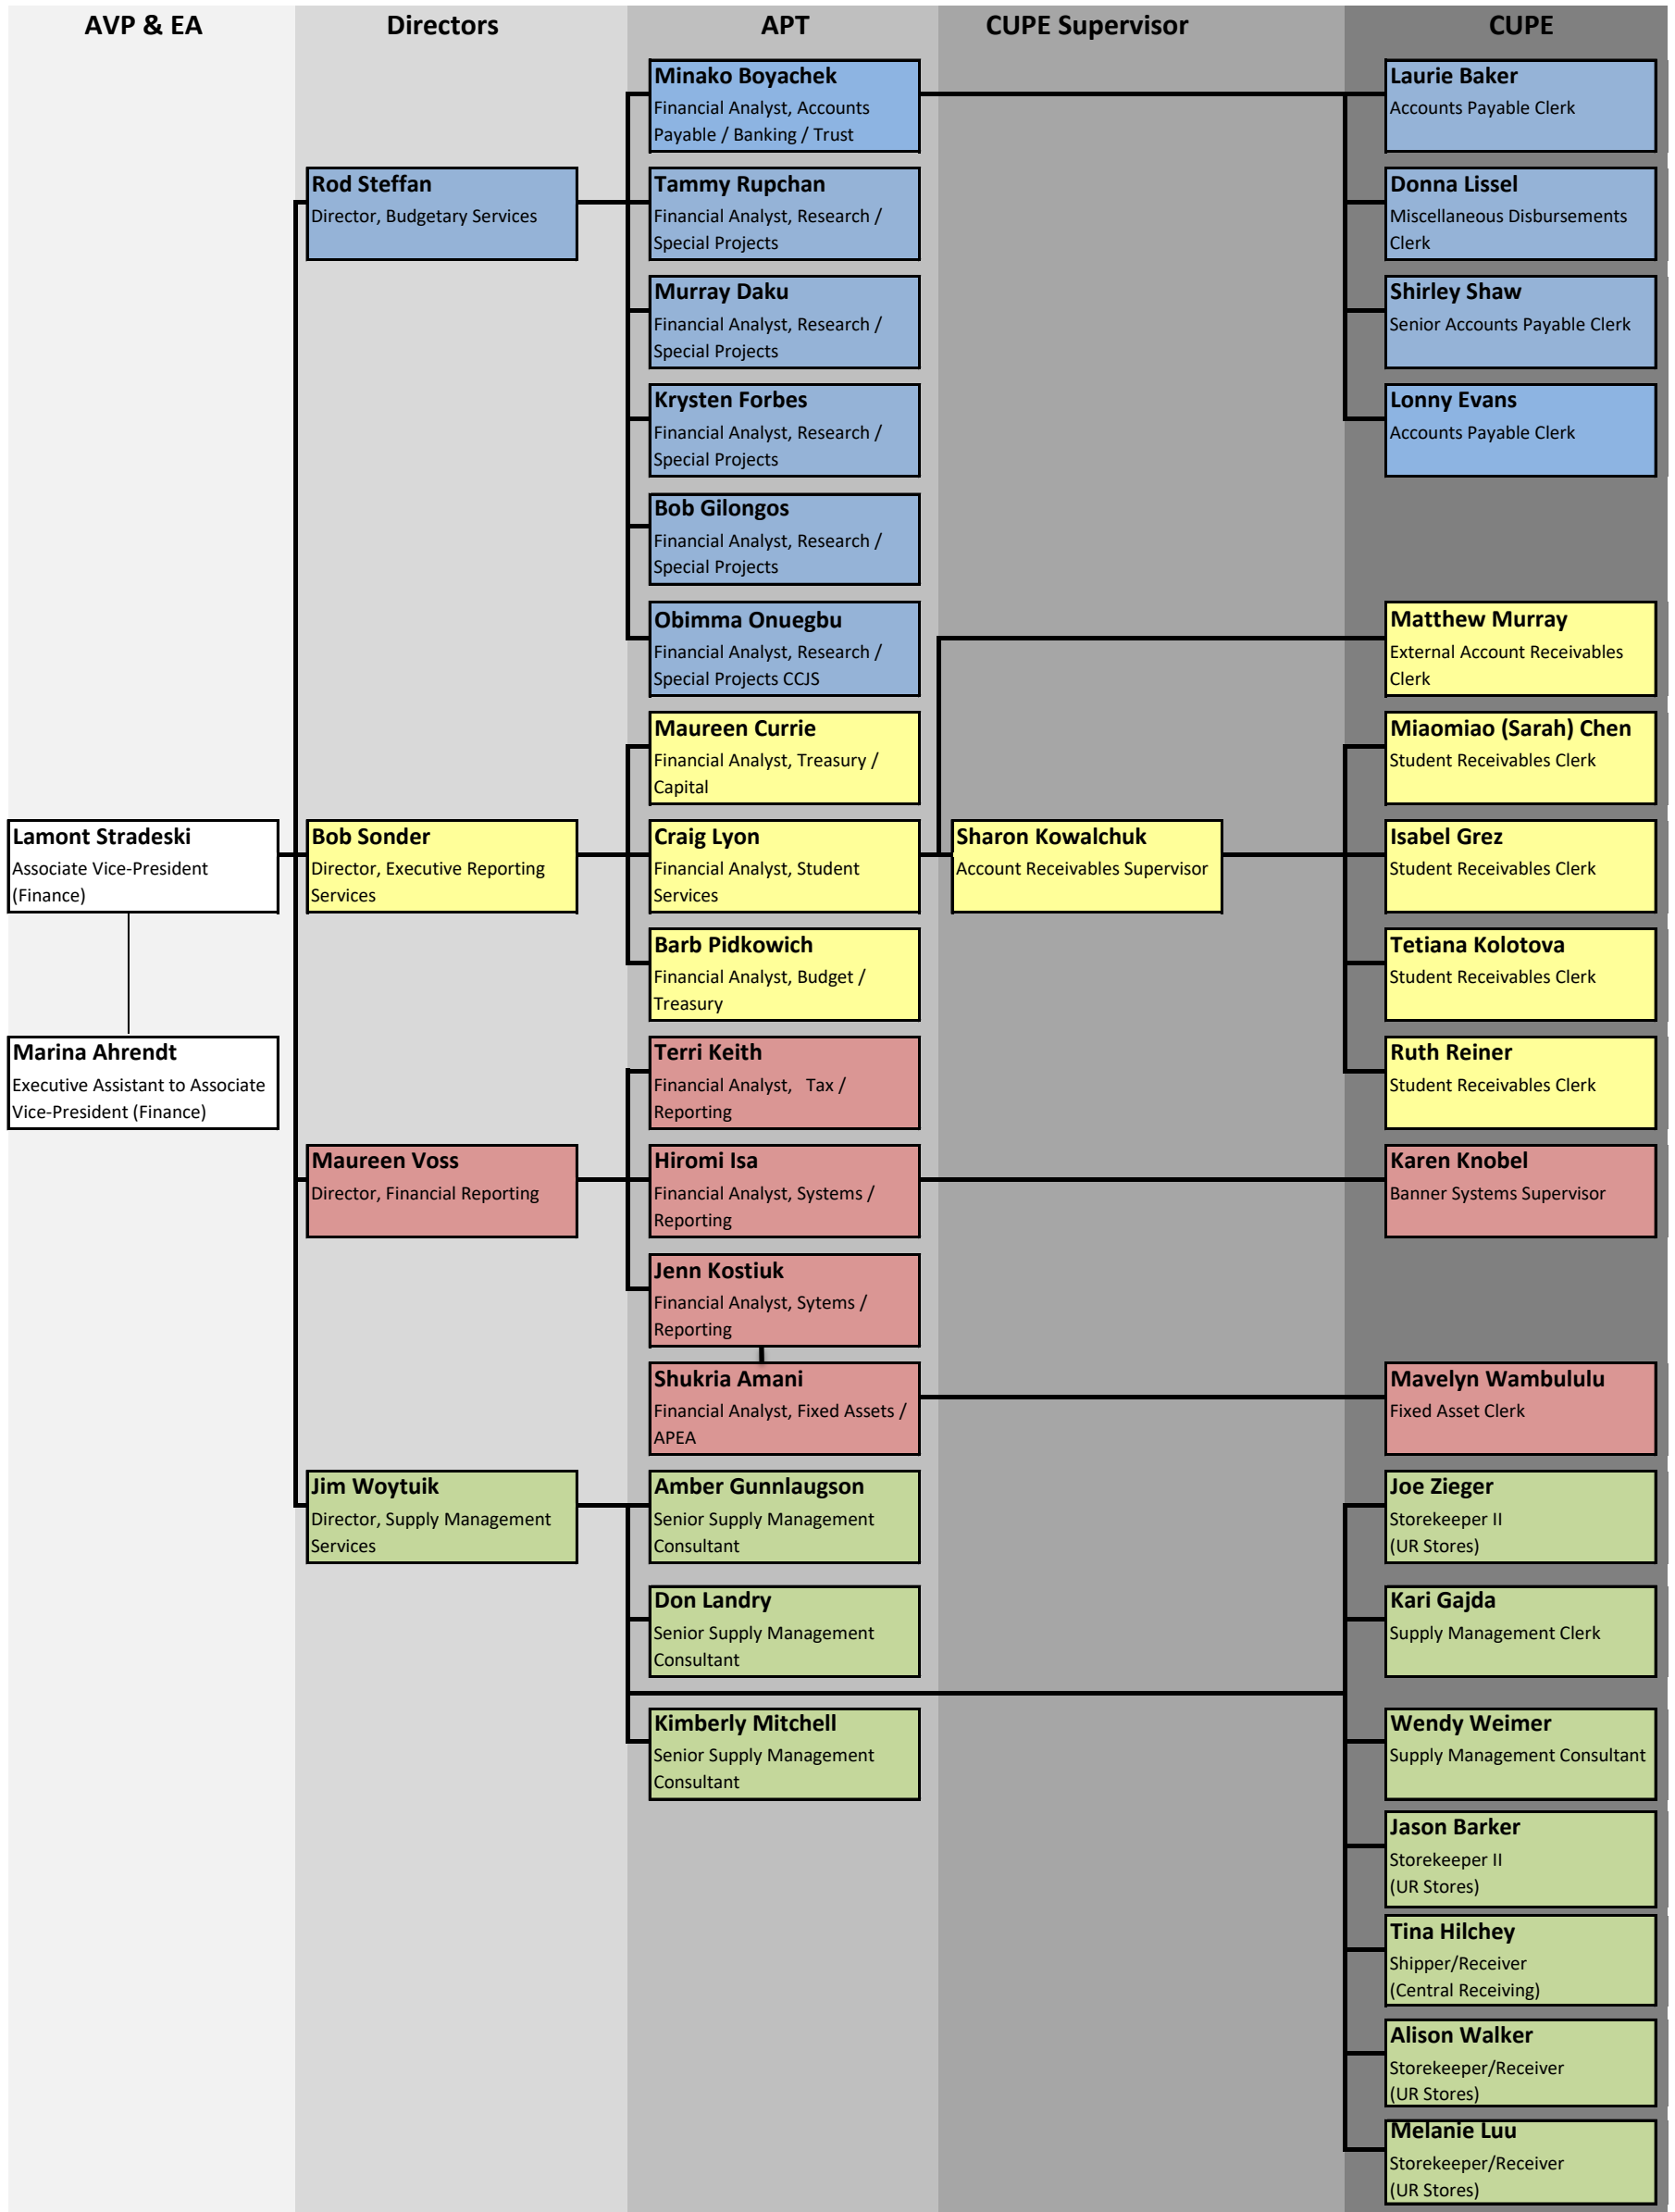 AVP & EA
Directors
APT
CUPE Supervisor
CUPE
Lamont Stradeski
Associate Vice-President
(Finance)
Marina Ahrendt
Executive Assistant to Associate
Vice-President (Finance)
Rod Steffan
Director, Budgetary Services
Bob Sonder
Director, Executive Reporting
Services
Maureen Voss
Director, Financial Reporting
Jim Woytuik
Director, Supply Management
Services
Minako Boyachek
Financial Analyst, Accounts
Payable / Banking / Trust
Tammy Rupchan
Financial Analyst, Research /
Special Projects
Murray Daku
Financial Analyst, Research /
Special Projects
Krysten Forbes
Financial Analyst, Research /
Special Projects
Bob Gilongos
Financial Analyst, Research /
Special Projects
Obimma Onuegbu
Financial Analyst, Research /
Special Projects CCJS
Maureen Currie
Financial Analyst, Treasury /
Capital
Craig Lyon
Financial Analyst, Student
Services
Barb Pidkowich
Financial Analyst, Budget /
Treasury
Terri Keith
Financial Analyst,   Tax /
Reporting
Hiromi Isa
Financial Analyst, Systems /
Reporting
Jenn Kostiuk
Financial Analyst, Sytems /
Reporting
Shukria Amani
Financial Analyst, Fixed Assets /
APEA
Amber Gunnlaugson
Senior Supply Management
Consultant
Don Landry
Senior Supply Management
Consultant
Kimberly Mitchell
Senior Supply Management
Consultant
Sharon Kowalchuk
Account Receivables Supervisor
Laurie Baker
Accounts Payable Clerk
Donna Lissel
Miscellaneous Disbursements
Clerk
Shirley Shaw
Senior Accounts Payable Clerk
Lonny Evans
Accounts Payable Clerk
Matthew Murray
External Account Receivables
Clerk
Miaomiao (Sarah) Chen
Student Receivables Clerk
Isabel Grez
Student Receivables Clerk
Tetiana Kolotova
Student Receivables Clerk
Ruth Reiner
Student Receivables Clerk
Karen Knobel
Banner Systems Supervisor
Mavelyn Wambululu
Fixed Asset Clerk
Joe Zieger
Storekeeper II
(UR Stores)
Kari Gajda
Supply Management Clerk
Wendy Weimer
Supply Management Consultant
Jason Barker
Storekeeper II
(UR Stores)
Tina Hilchey
Shipper/Receiver
(Central Receiving)
Alison Walker
Storekeeper/Receiver
(UR Stores)
Melanie Luu
Storekeeper/Receiver
(UR Stores)